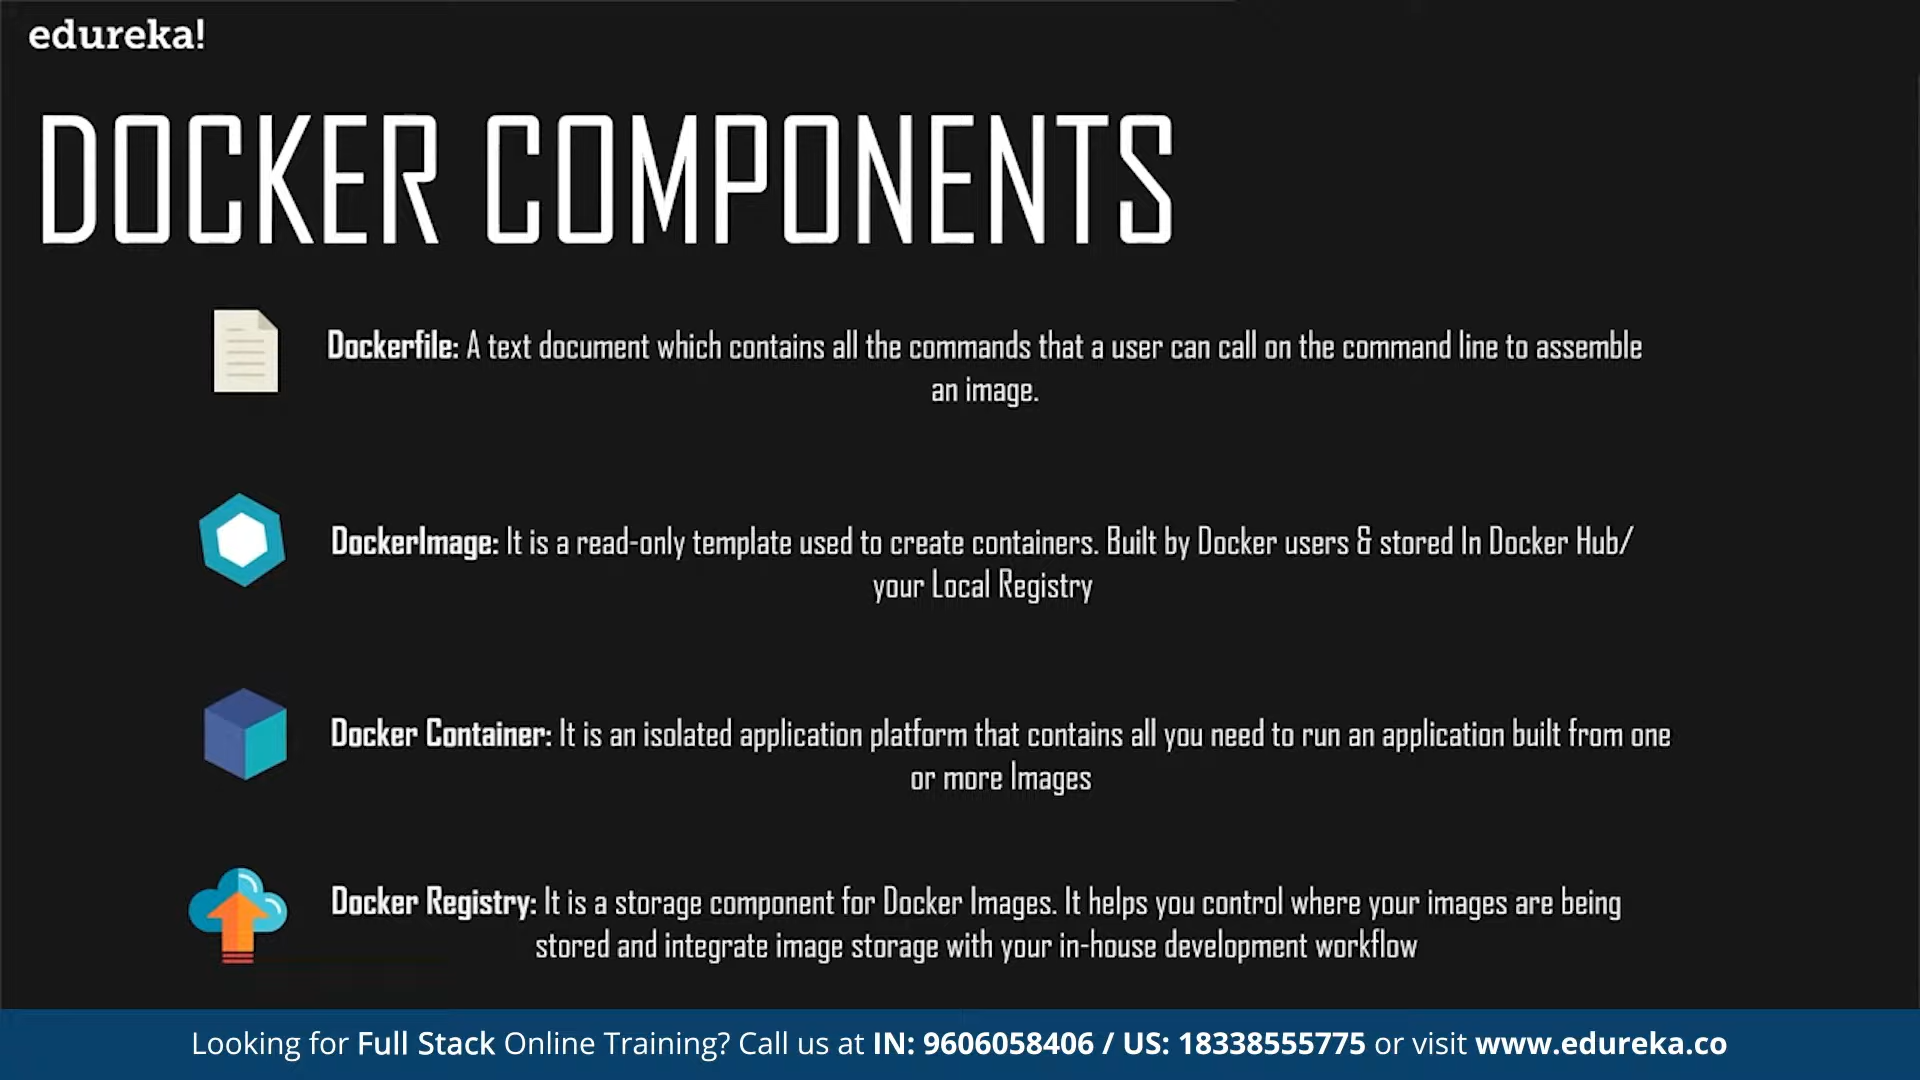 edureka!
DOCKER COMPONENTS
Dockerfile: A text document which contains all the commands that a user can call on the command line to assemble
an image.
DockerImage: It is a read-only template used to create containers. Built by Docker users & stored In Docker Hub/
your Local Registry
Docker Container: It is an isolated application platform that contains all you need to run an application built from one
or more Images
Docker Registry: It is a storage component for Docker Images. It helps you control where your images are being
stored and integrate image storage with your in-house development workflow
Looking for Full Stack Online Training? Call us at IN: 9606058406 / US: 18338555775 or visit www.edureka.co